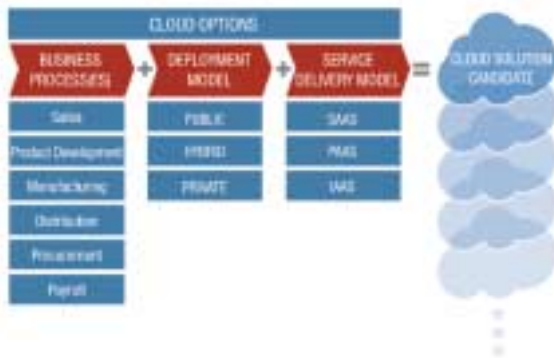 CLOUD OPTIONS
BUSINESS
PROCESS(ES)
+
DEPLOYMENT
MODEL
+
SERVICE
DELIVERY MODEL
=
CLOUD SOLUTION
CANDIDATE
Sales
PUBLIC
SAAS
Product Development
HYBRID
PAAS
Manufacturing
PRIVATE
IAAS
Distribution
Procurement
Payroll